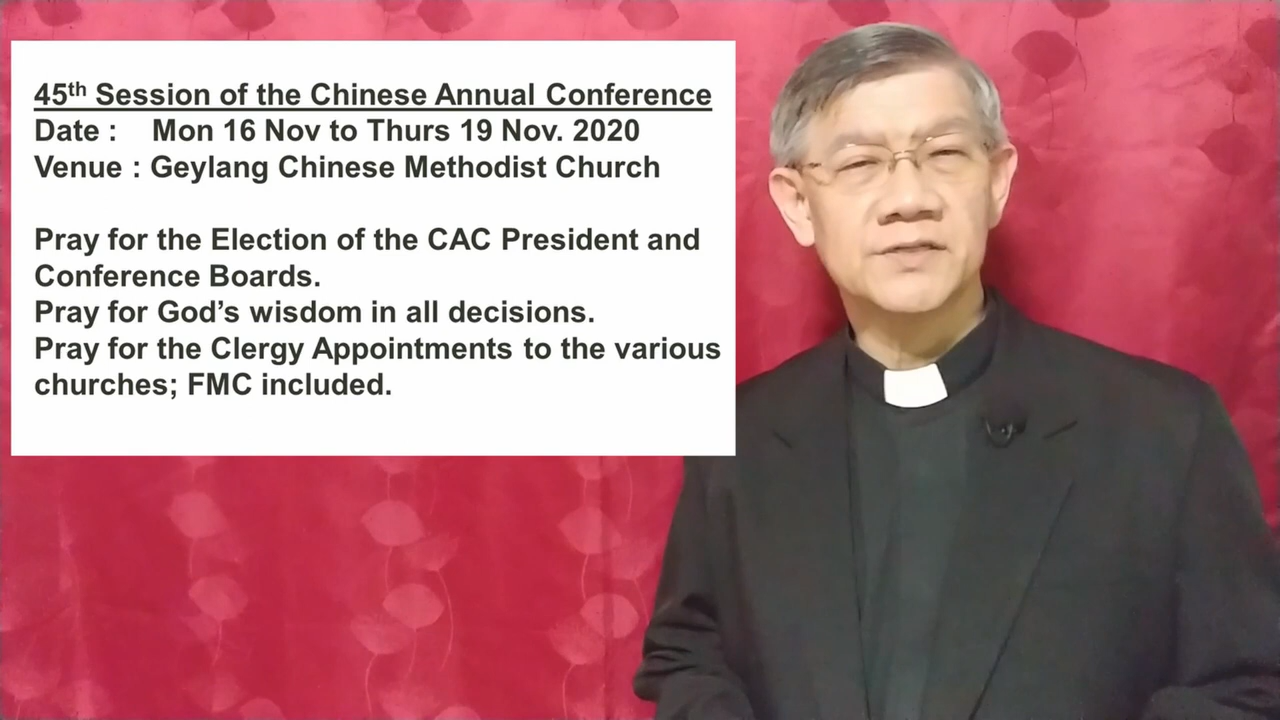 45th Session of the Chinese Annual Conference
Date : Mon 16 Nov to Thurs 19 Nov. 2020
Venue : Geylang Chinese Methodist Church
Pray for the Election of the CAC President and
Conference Boards.
Pray for God’s wisdom in all decisions.
Pray for the Clergy Appointments to the various
churches; FMC included.